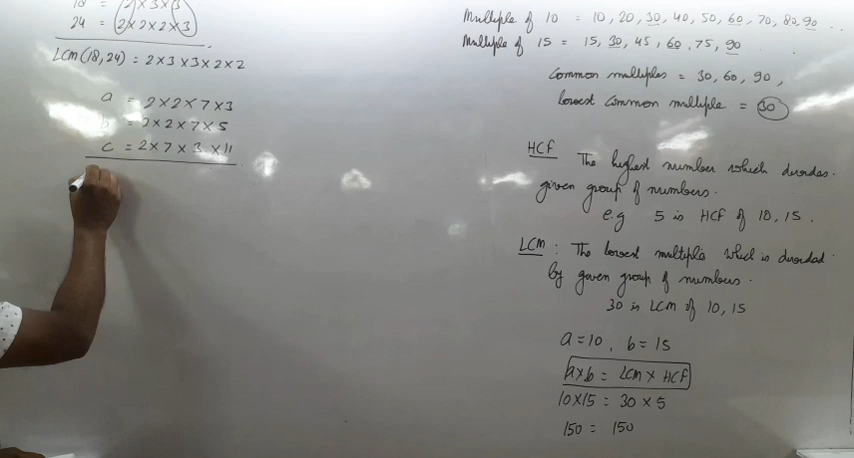 18 = 2×3×3
24 = 2×2×2×3
LCM(18,24) = 2×3×3×2×2
a = 2×2×7×3
b = 2×2×7×5
c = 2×7×3×11
Multiple of 10 = 10, 20, 30, 40, 50, 60, 70, 80, 90 ...
Multiple of 15 = 15, 30, 45, 60, 75, 90 ..
Common multiples = 30, 60, 90,
lowest common multiple = 30
HCF The highest number which divides
given group of numbers.
e.g 5 is HCF of 10, 15.
LCM : The lowest multiple which is divided
by given group of numbers.
30 is LCM of 10, 15
a = 10, b = 15
a×b = LCM × HCF
10×15 = 30 × 5
150 = 150